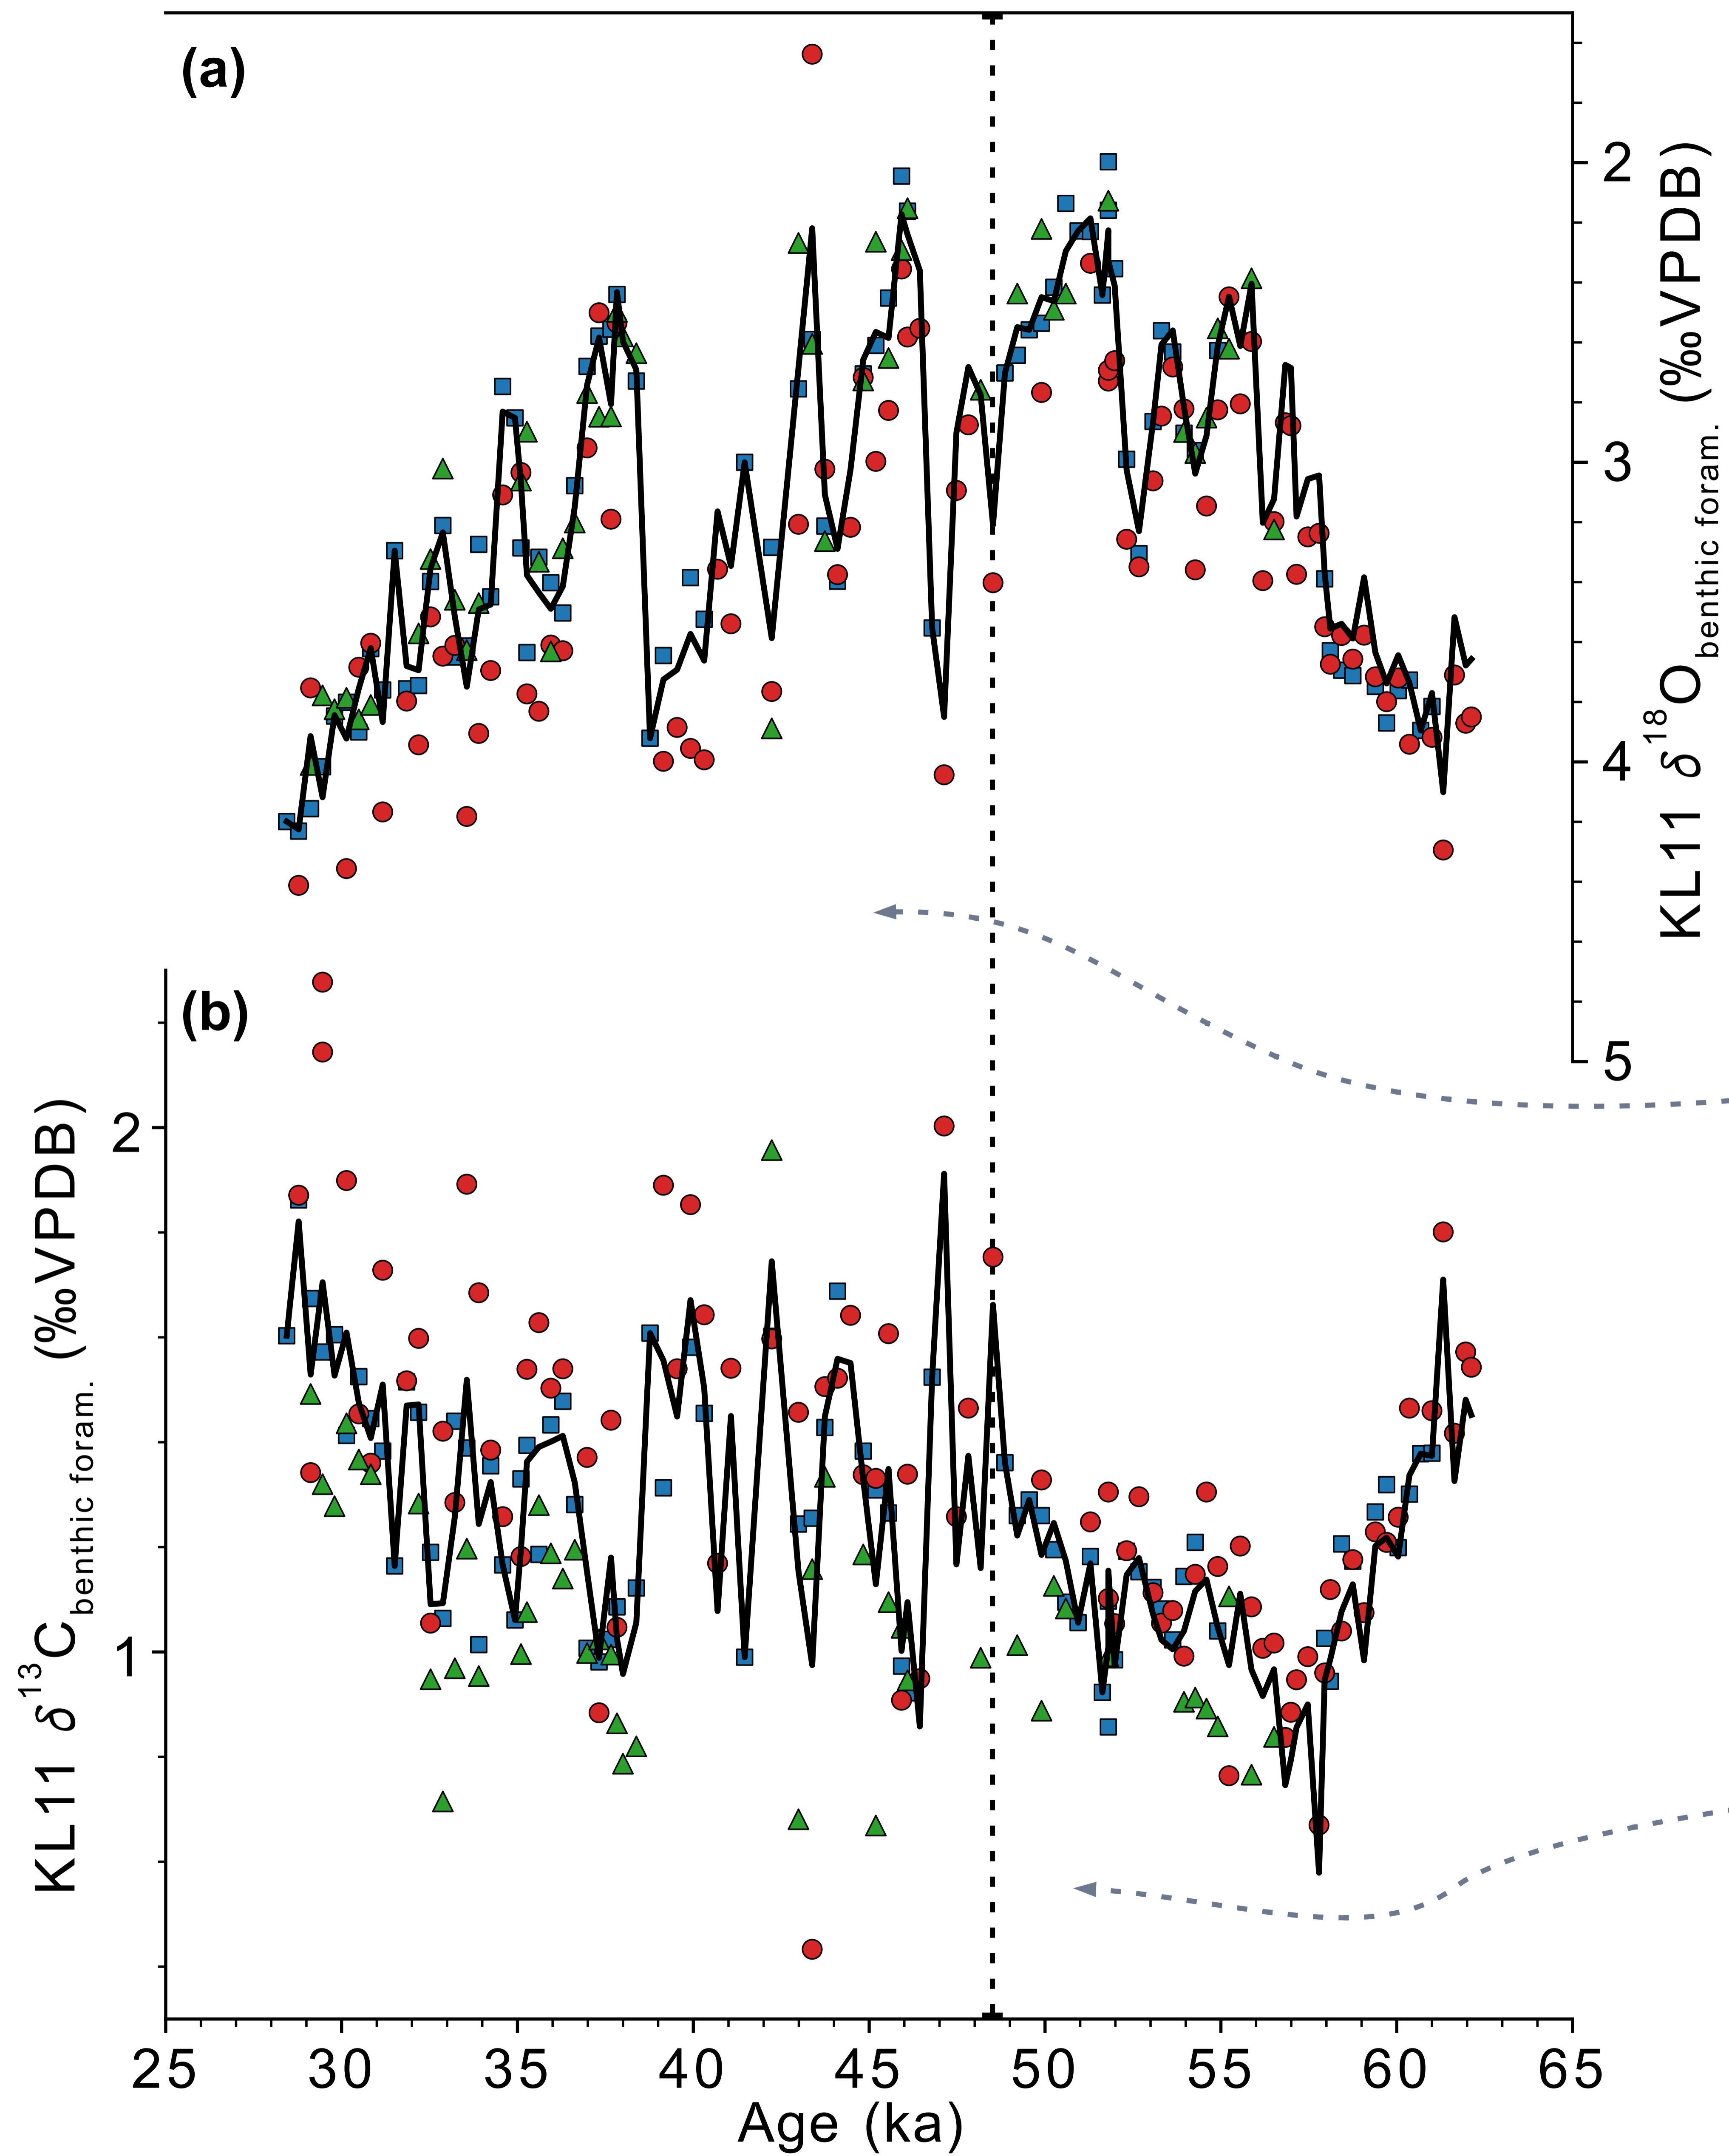 (a)
2
3
4
5
KL11 δ18Obenthic foram. (‰VPDB)
(b)
2
1
KL11 δ13Cbenthic foram. (‰VPDB)
25 30 35 40 45 50 55 60 65
Age (ka)